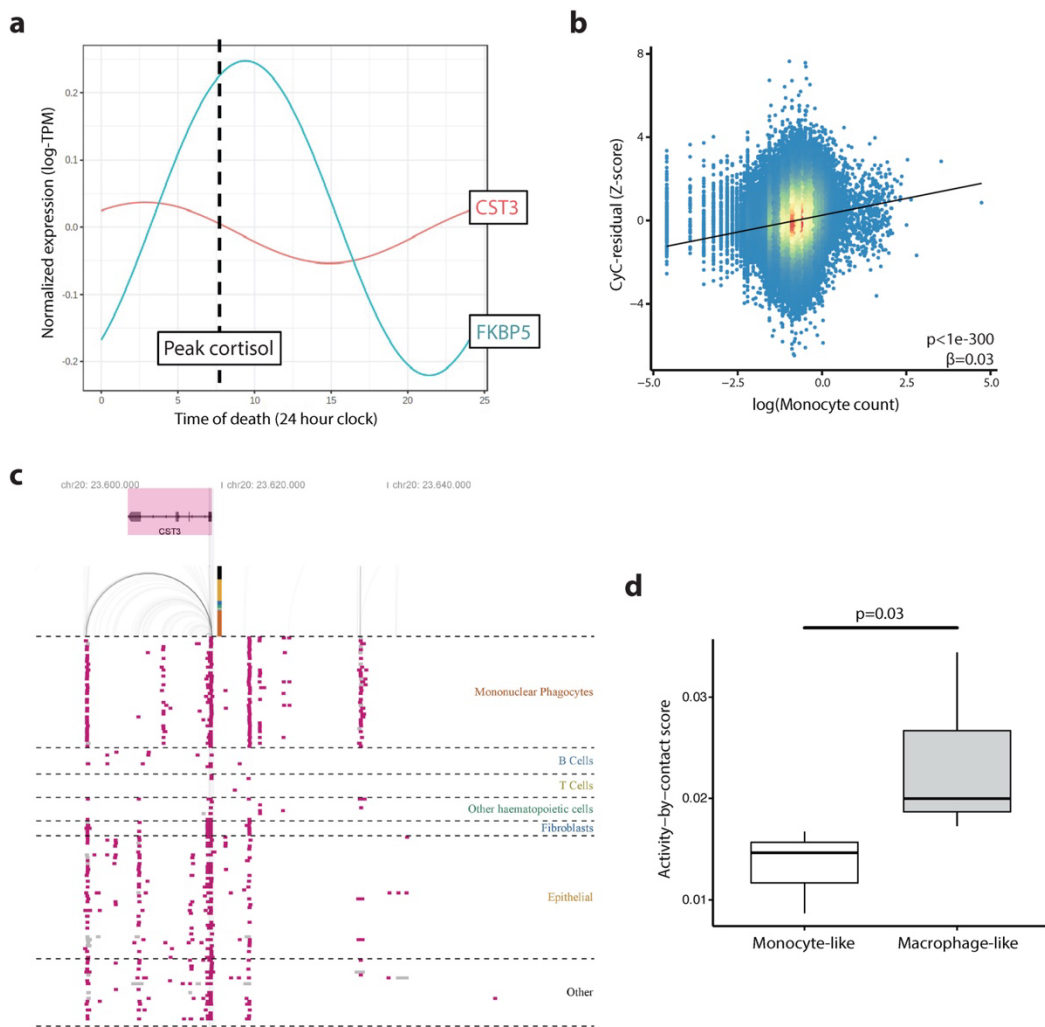 a
Normalized expression (log-TPM)
0.2
0.1
0.0
-0.1
-0.2
CST3
FKBP5
Peak cortisol
0
5
10
15
20
25
Time of death (24 hour clock)
b
CyC-residual (Z-score)
8
4
0
−4
p<1e-300
β=0.03
−5.0
−2.5
0.0
2.5
5.0
log(Monocyte count)
c
chr20: 23.600.000
chr20: 23.620.000
chr20: 23.640.000
CST3
Mononuclear Phagocytes
B Cells
T Cells
Other haematopoietic cells
Fibroblasts
Epithelial
Other
d
p=0.03
Activity−by−contact score
0.03
0.02
0.01
Monocyte−like
Macrophage−like